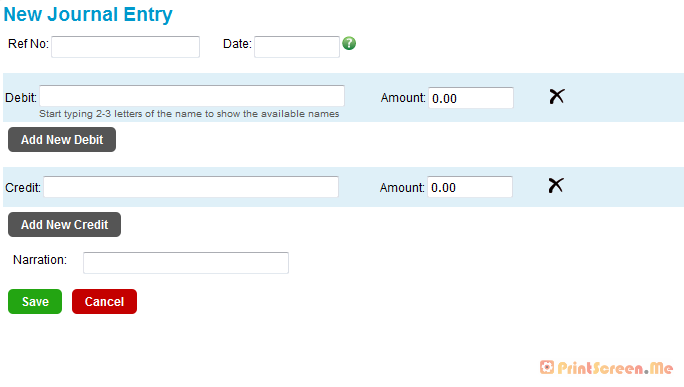 New Journal Entry
Ref No: Date: ?
Debit: Amount: 0.00
Start typing 2-3 letters of the name to show the available names
Add New Debit
Credit: Amount: 0.00
Add New Credit
Narration:
Save Cancel
PrintScreen.Me